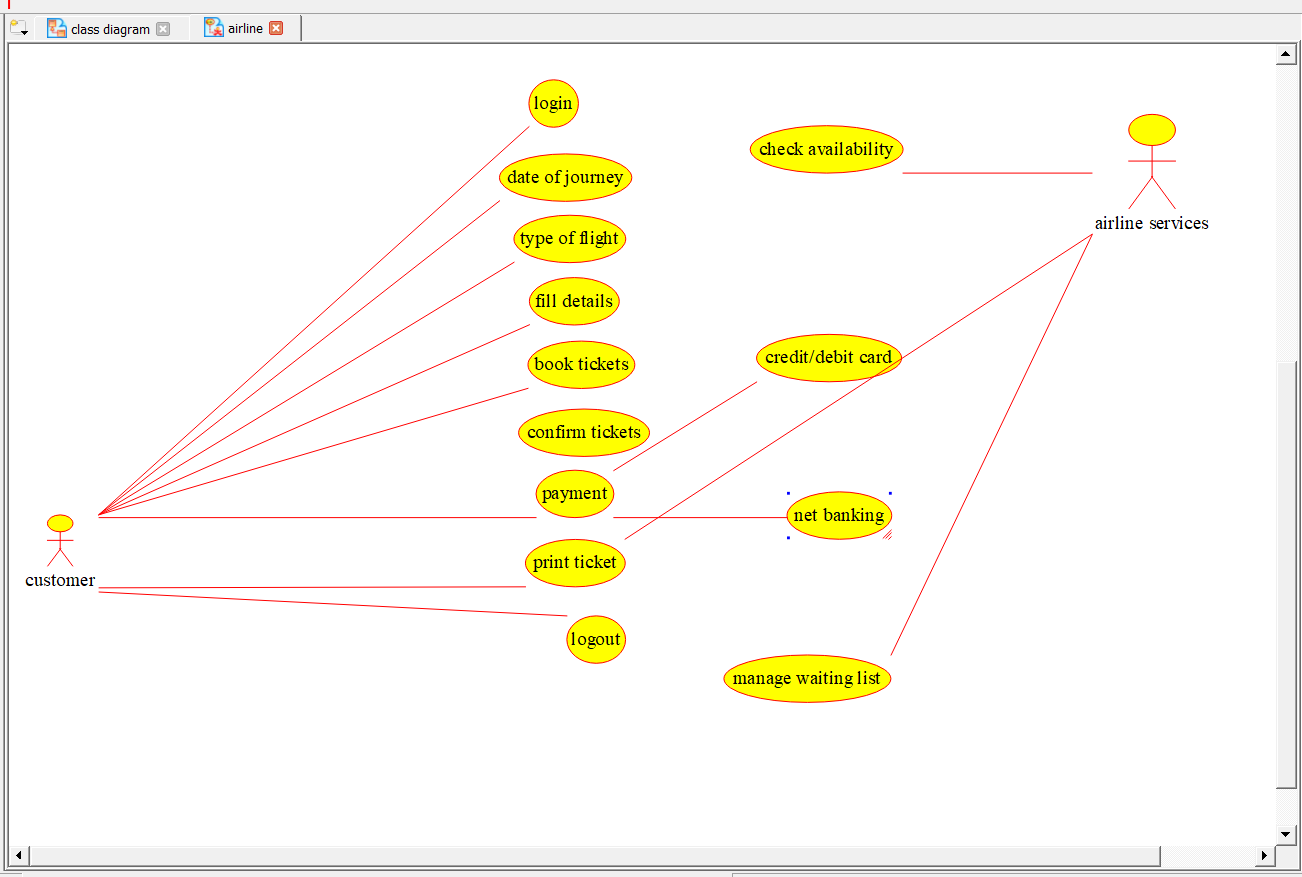 class diagram
airline
login
check availability
date of journey
airline services
type of flight
fill details
credit/debit card
book tickets
confirm tickets
payment
net banking
print ticket
customer
logout
manage waiting list